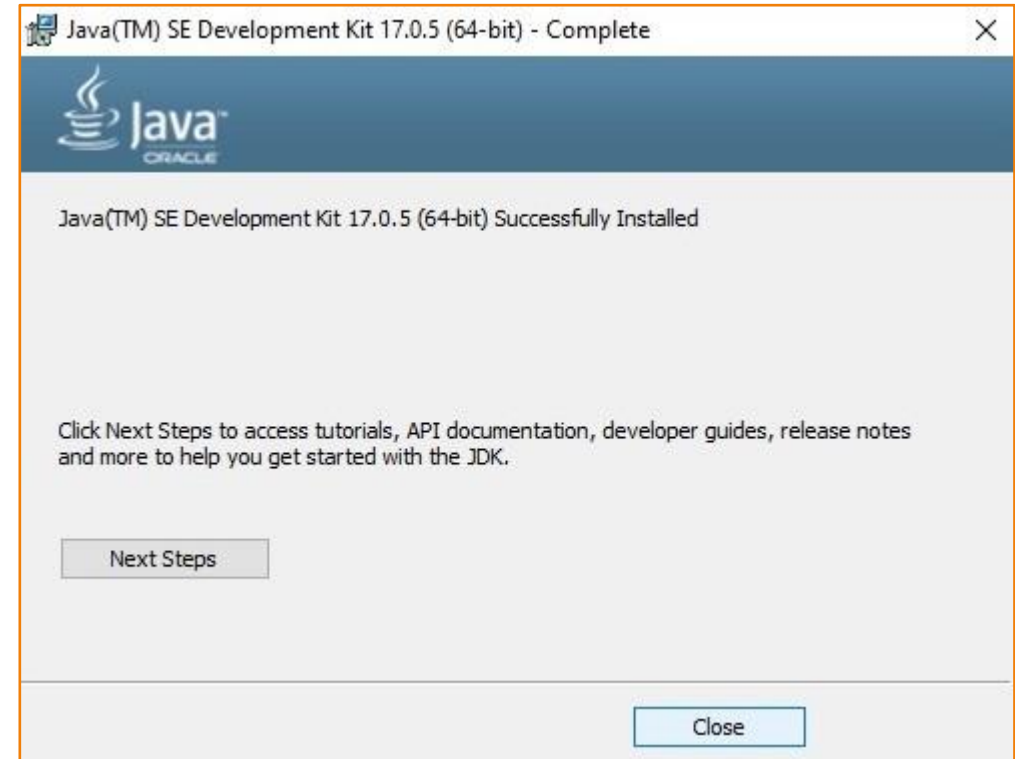 Java(TM) SE Development Kit 17.0.5 (64-bit) - Complete
Java™
ORACLE
Java(TM) SE Development Kit 17.0.5 (64-bit) Successfully Installed
Click Next Steps to access tutorials, API documentation, developer guides, release notes
and more to help you get started with the JDK.
Next Steps
Close